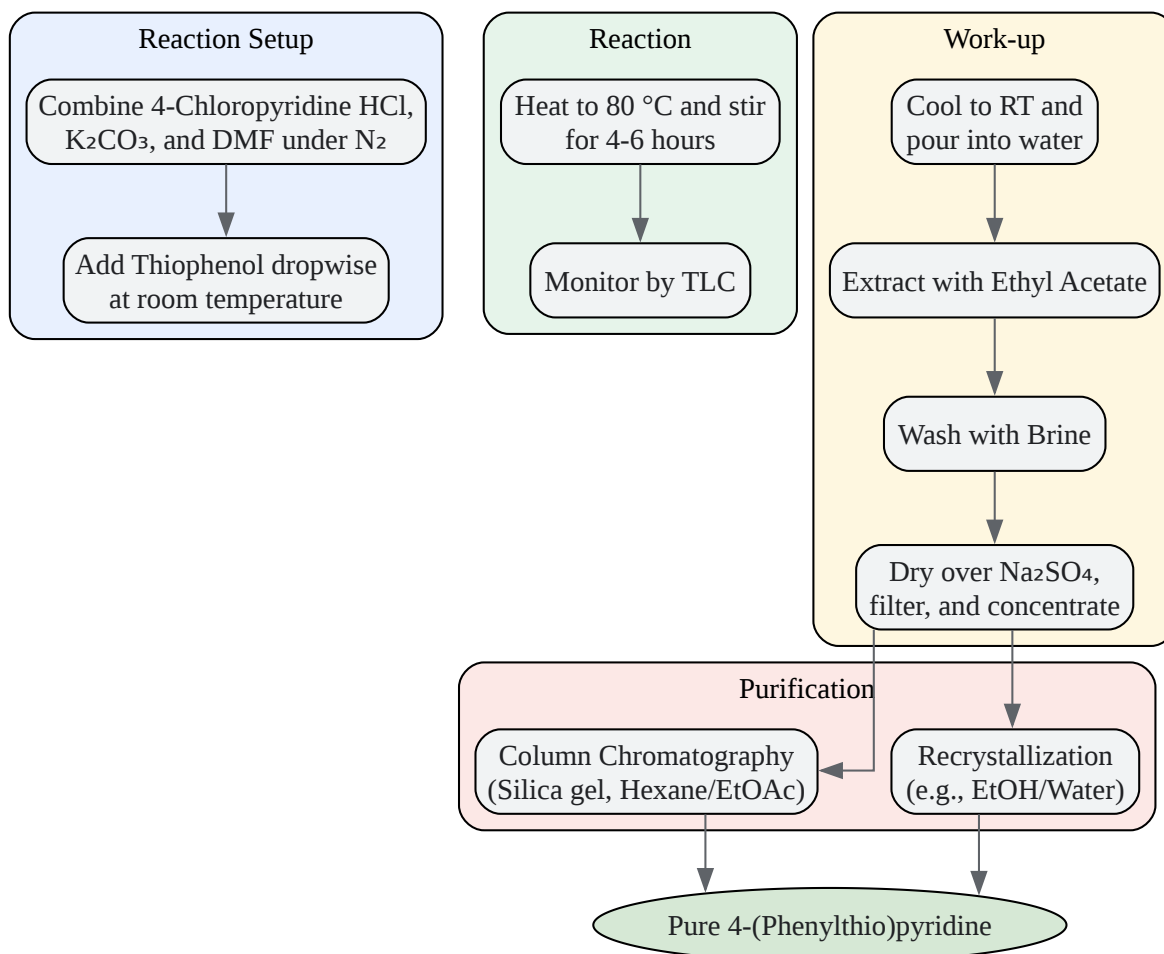 Reaction Setup
Combine 4-Chloropyridine HCl,
K₂CO₃, and DMF under N₂
Add Thiophenol dropwise
at room temperature
Reaction
Heat to 80 °C and stir
for 4-6 hours
Monitor by TLC
Work-up
Cool to RT and
pour into water
Extract with Ethyl Acetate
Wash with Brine
Dry over Na₂SO₄,
filter, and concentrate
Purification
Column Chromatography
(Silica gel, Hexane/EtOAc)
Recrystallization
(e.g., EtOH/Water)
Pure 4-(Phenylthio)pyridine